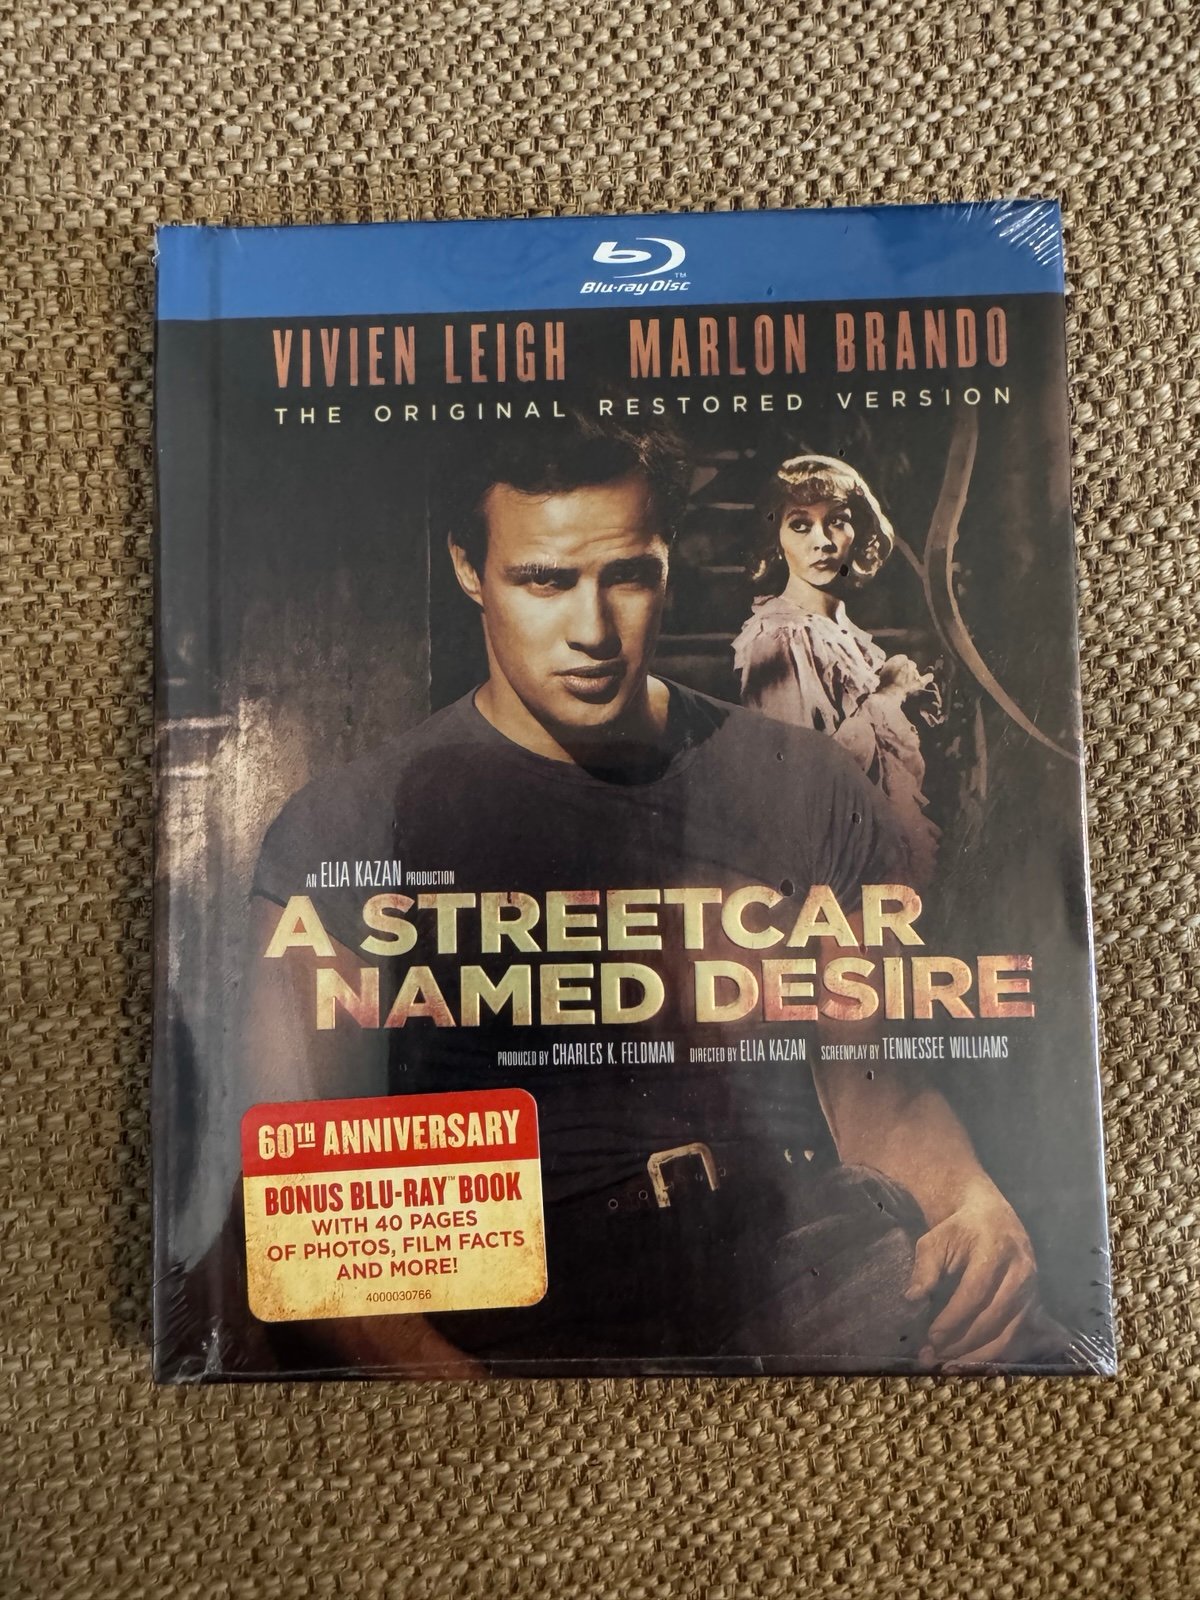 Blu-ray Disc™
VIVIEN LEIGH MARLON BRANDO
THE ORIGINAL RESTORED VERSION
AN ELIA KAZAN PRODUCTION
A STREETCAR
NAMED DESIRE
PRODUCED BY CHARLES K. FELDMAN DIRECTED BY ELIA KAZAN SCREENPLAY BY TENNESSEE WILLIAMS
60TH ANNIVERSARY
BONUS BLU-RAY™ BOOK
WITH 40 PAGES
OF PHOTOS, FILM FACTS
AND MORE!
4000030766